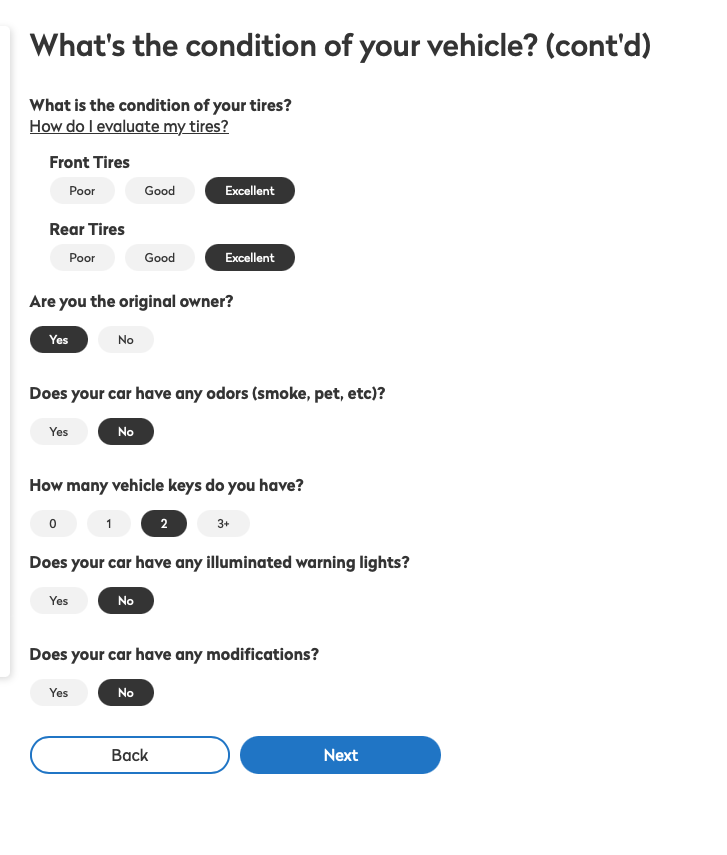 What's the condition of your vehicle? (cont'd)
What is the condition of your tires?
How do I evaluate my tires?
Front Tires
Poor Good Excellent
Rear Tires
Poor Good Excellent
Are you the original owner?
Yes No
Does your car have any odors (smoke, pet, etc)?
Yes No
How many vehicle keys do you have?
0 1 2 3+
Does your car have any illuminated warning lights?
Yes No
Does your car have any modifications?
Yes No
Back Next